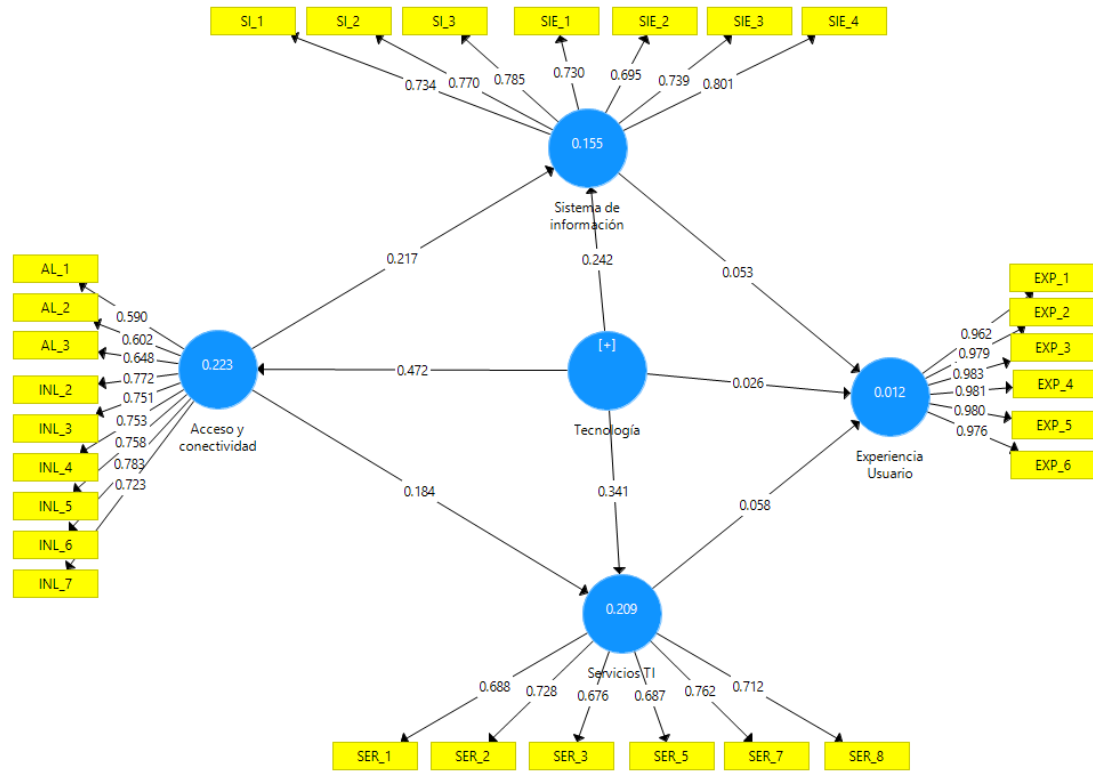 SI_1 SI_2 SI_3 SIE_1 SIE_2 SIE_3 SIE_4
0.734 0.770 0.785 0.730 0.695 0.739 0.801
0.155
Sistema de
información
0.217 0.242 0.053
AL_1
AL_2
AL_3
INL_2
INL_3
INL_4
INL_5
INL_6
INL_7
0.590
0.602
0.648
0.772
0.751
0.753
0.758
0.783
0.723
0.223
Acceso y
conectividad
0.472
[+]
Tecnología
0.026
0.012
Experiencia
Usuario
0.962
0.979
0.983
0.981
0.980
0.976
EXP_1
EXP_2
EXP_3
EXP_4
EXP_5
EXP_6
0.184 0.341 0.058
0.209
Servicios TI
0.688 0.728 0.676 0.687 0.762 0.712
SER_1 SER_2 SER_3 SER_5 SER_7 SER_8